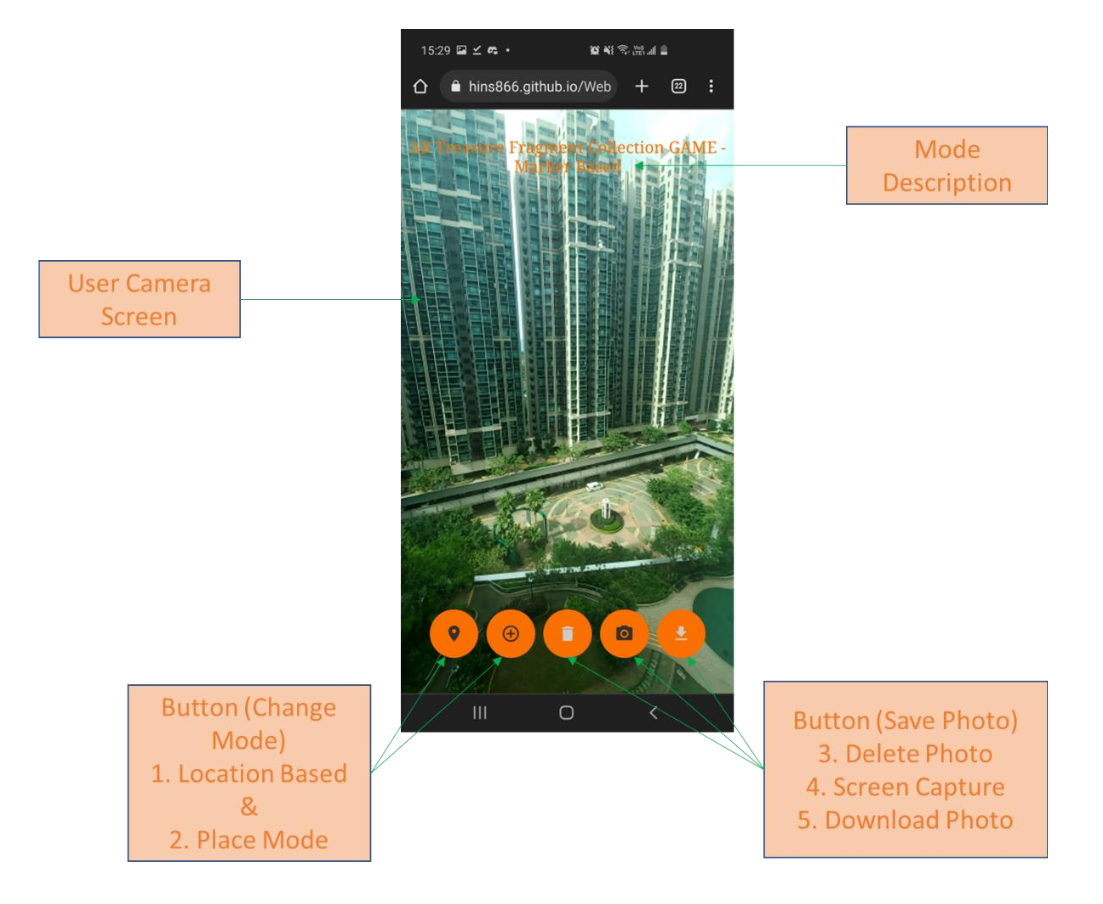 15:29
Vo))
LTE1
hins866.github.io/Web
22
AR Treasure Fragment Collection GAME -
Marker Based
Mode
Description
User Camera
Screen
Button (Change
Mode)
1. Location Based
&
2. Place Mode
Button (Save Photo)
3. Delete Photo
4. Screen Capture
5. Download Photo